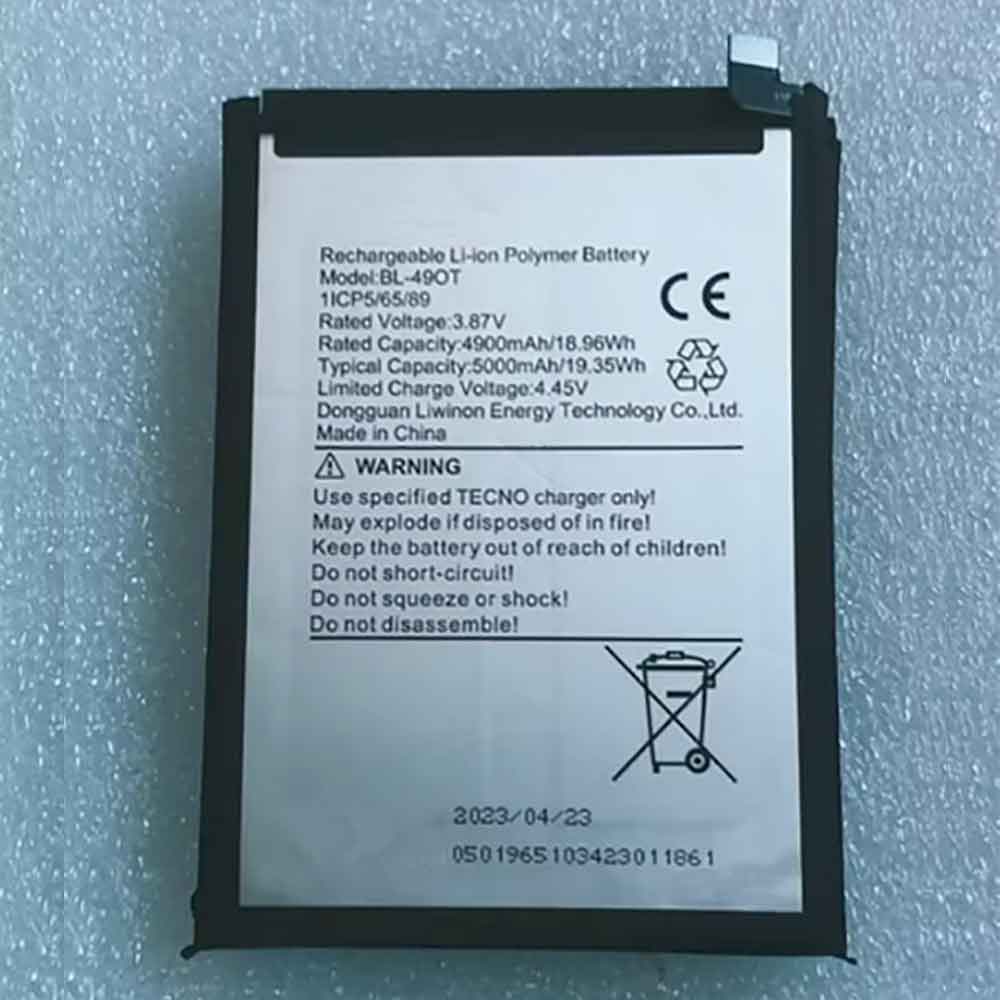 Rechargeable Li-ion Polymer Battery
Model:BL-49OT
1ICP5/65/89
Rated Voltage:3.87V
Rated Capacity:4900mAh/18.96Wh
Typical Capacity:5000mAh/19.35Wh
Limited Charge Voltage:4.45V
Dongguan Liwinon Energy Technology Co.,Ltd.
Made in China
CE
WARNING
Use specified TECNO charger only!
May explode if disposed of in fire!
Keep the battery out of reach of children!
Do not short-circuit!
Do not squeeze or shock!
Do not disassemble!
2023/04/23
0501965103423011861